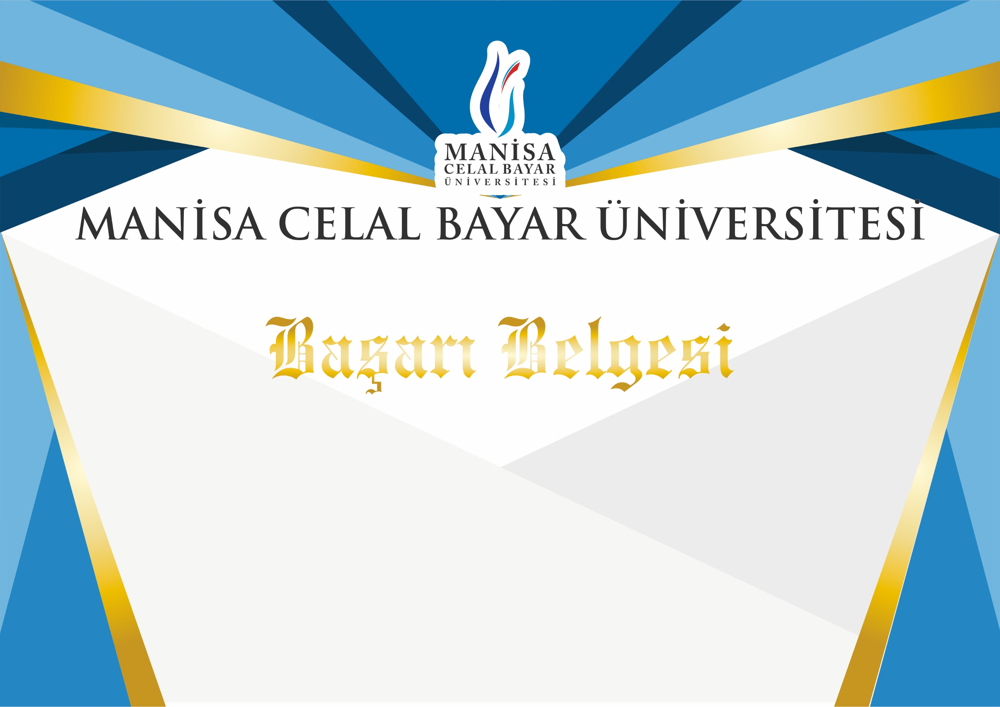 MANİSA
CELAL BAYAR
ÜNİVERSİTESİ
MANİSA CELAL BAYAR ÜNİVERSİTESİ
Başarı Belgesi